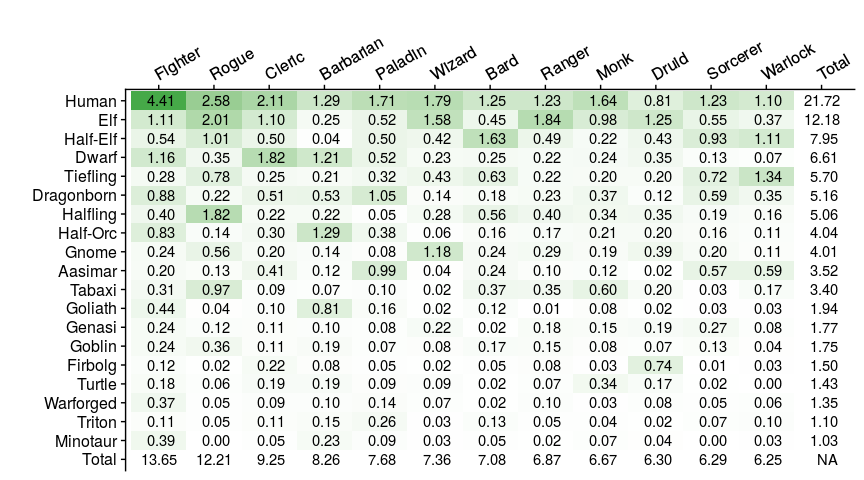 Fighter Rogue Cleric Barbarian Paladin Wizard Bard Ranger Monk Druid Sorcerer Warlock Total
Human 4.41 2.58 2.11 1.29 1.71 1.79 1.25 1.23 1.64 0.81 1.23 1.10 21.72
Elf 1.11 2.01 1.10 0.25 0.52 1.58 0.45 1.84 0.98 1.25 0.55 0.37 12.18
Half-Elf 0.54 1.01 0.50 0.04 0.50 0.42 1.63 0.49 0.22 0.43 0.93 1.11 7.95
Dwarf 1.16 0.35 1.82 1.21 0.52 0.23 0.25 0.22 0.24 0.35 0.13 0.07 6.61
Tiefling 0.28 0.78 0.25 0.21 0.32 0.43 0.63 0.22 0.20 0.20 0.72 1.34 5.70
Dragonborn 0.88 0.22 0.51 0.53 1.05 0.14 0.18 0.23 0.37 0.12 0.59 0.35 5.16
Halfling 0.40 1.82 0.22 0.22 0.05 0.28 0.56 0.40 0.34 0.35 0.19 0.16 5.06
Half-Orc 0.83 0.14 0.30 1.29 0.38 0.06 0.16 0.17 0.21 0.20 0.16 0.11 4.04
Gnome 0.24 0.56 0.20 0.14 0.08 1.18 0.24 0.29 0.19 0.39 0.20 0.11 4.01
Aasimar 0.20 0.13 0.41 0.12 0.99 0.04 0.24 0.10 0.12 0.02 0.57 0.59 3.52
Tabaxi 0.31 0.97 0.09 0.07 0.10 0.02 0.37 0.35 0.60 0.20 0.03 0.17 3.40
Goliath 0.44 0.04 0.10 0.81 0.16 0.02 0.12 0.01 0.08 0.02 0.03 0.03 1.94
Genasi 0.24 0.12 0.11 0.10 0.08 0.22 0.02 0.18 0.15 0.19 0.27 0.08 1.77
Goblin 0.24 0.36 0.11 0.19 0.07 0.08 0.17 0.15 0.08 0.07 0.13 0.04 1.75
Firbolg 0.12 0.02 0.22 0.08 0.05 0.02 0.05 0.08 0.03 0.74 0.01 0.03 1.50
Turtle 0.18 0.06 0.19 0.19 0.09 0.09 0.02 0.07 0.34 0.17 0.02 0.00 1.43
Warforged 0.37 0.05 0.09 0.10 0.14 0.07 0.02 0.10 0.03 0.08 0.05 0.06 1.35
Triton 0.11 0.05 0.11 0.15 0.26 0.03 0.13 0.05 0.04 0.02 0.07 0.10 1.10
Minotaur 0.39 0.00 0.05 0.23 0.09 0.03 0.05 0.02 0.07 0.04 0.00 0.03 1.03
Total 13.65 12.21 9.25 8.26 7.68 7.36 7.08 6.87 6.67 6.30 6.29 6.25 NA